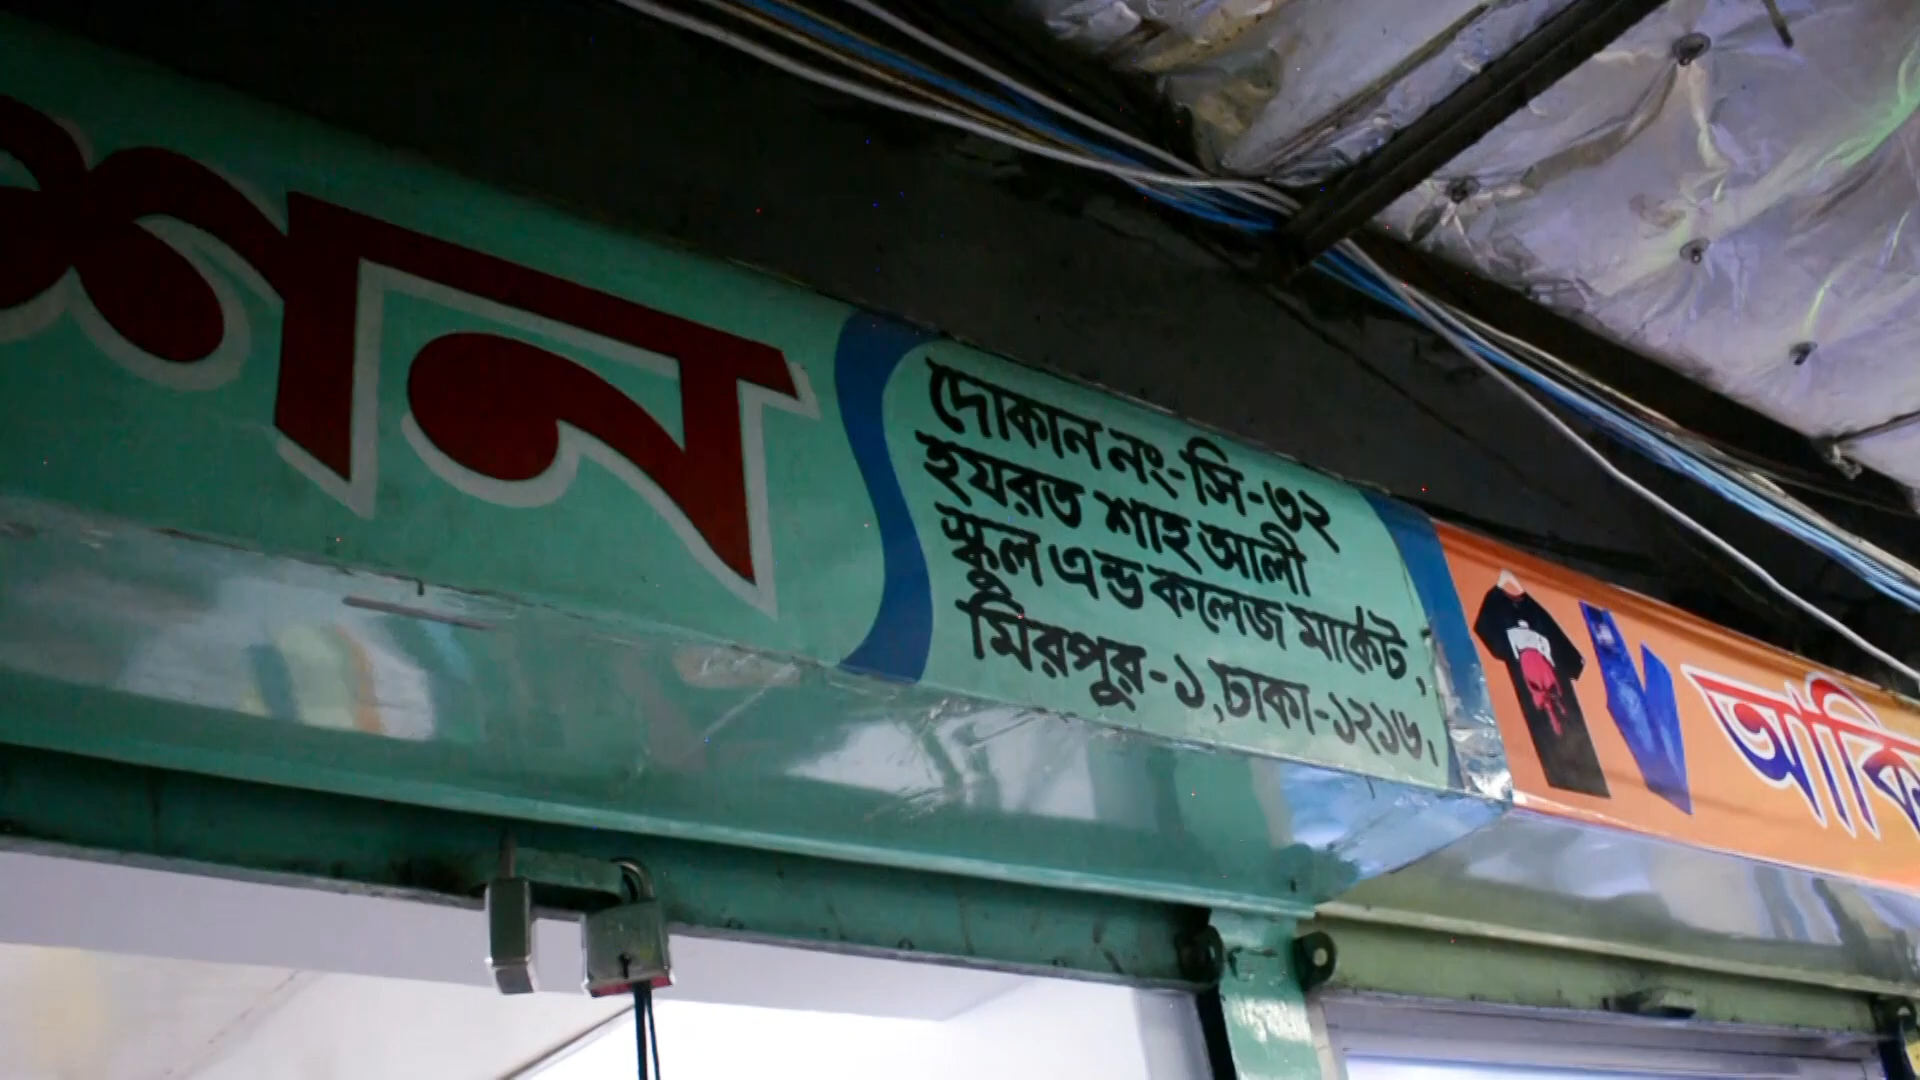 শন
দোকান নং-সি-৩২
হযরত শাহ আলী
স্কুল এন্ড কলেজ মার্কেট,
মিরপুর-১,ঢাকা-১২১৬.